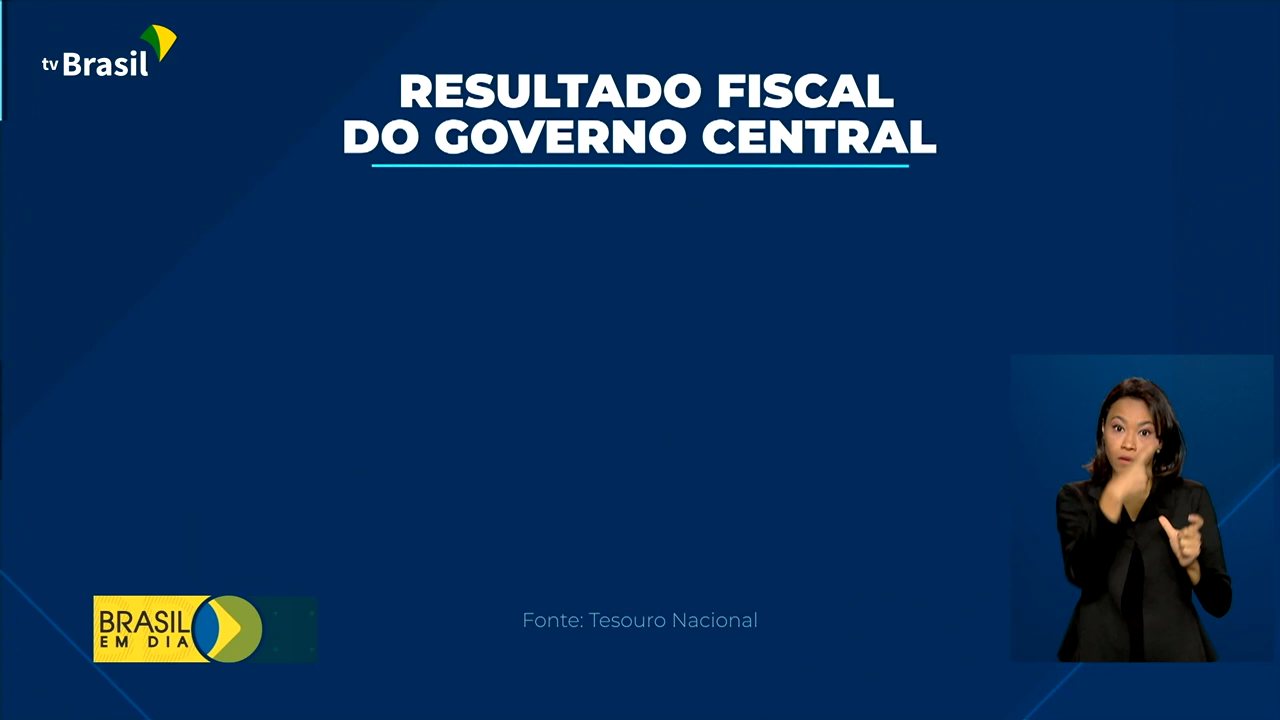 tv Brasil
RESULTADO FISCAL
DO GOVERNO CENTRAL
Fonte: Tesouro Nacional
BRASIL
EM DIA